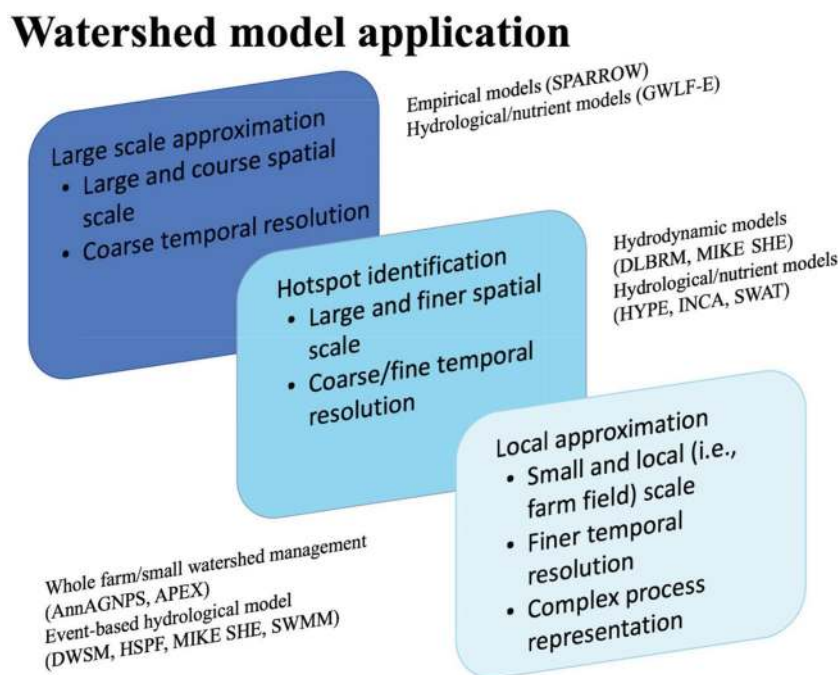 Watershed model application
Empirical models (SPARROW)
Hydrological/nutrient models (GWLF-E)
Large scale approximation
• Large and course spatial
scale
• Coarse temporal resolution
Hydrodynamic models
(DLBRM, MIKE SHE)
Hydrological/nutrient models
(HYPE, INCA, SWAT)
Hotspot identification
• Large and finer spatial
scale
• Coarse/fine temporal
resolution
Local approximation
• Small and local (i.e.,
farm field) scale
• Finer temporal
resolution
• Complex process
representation
Whole farm/small watershed management
(AnnAGNPS, APEX)
Event-based hydrological model
(DWSM, HSPF, MIKE SHE, SWMM)